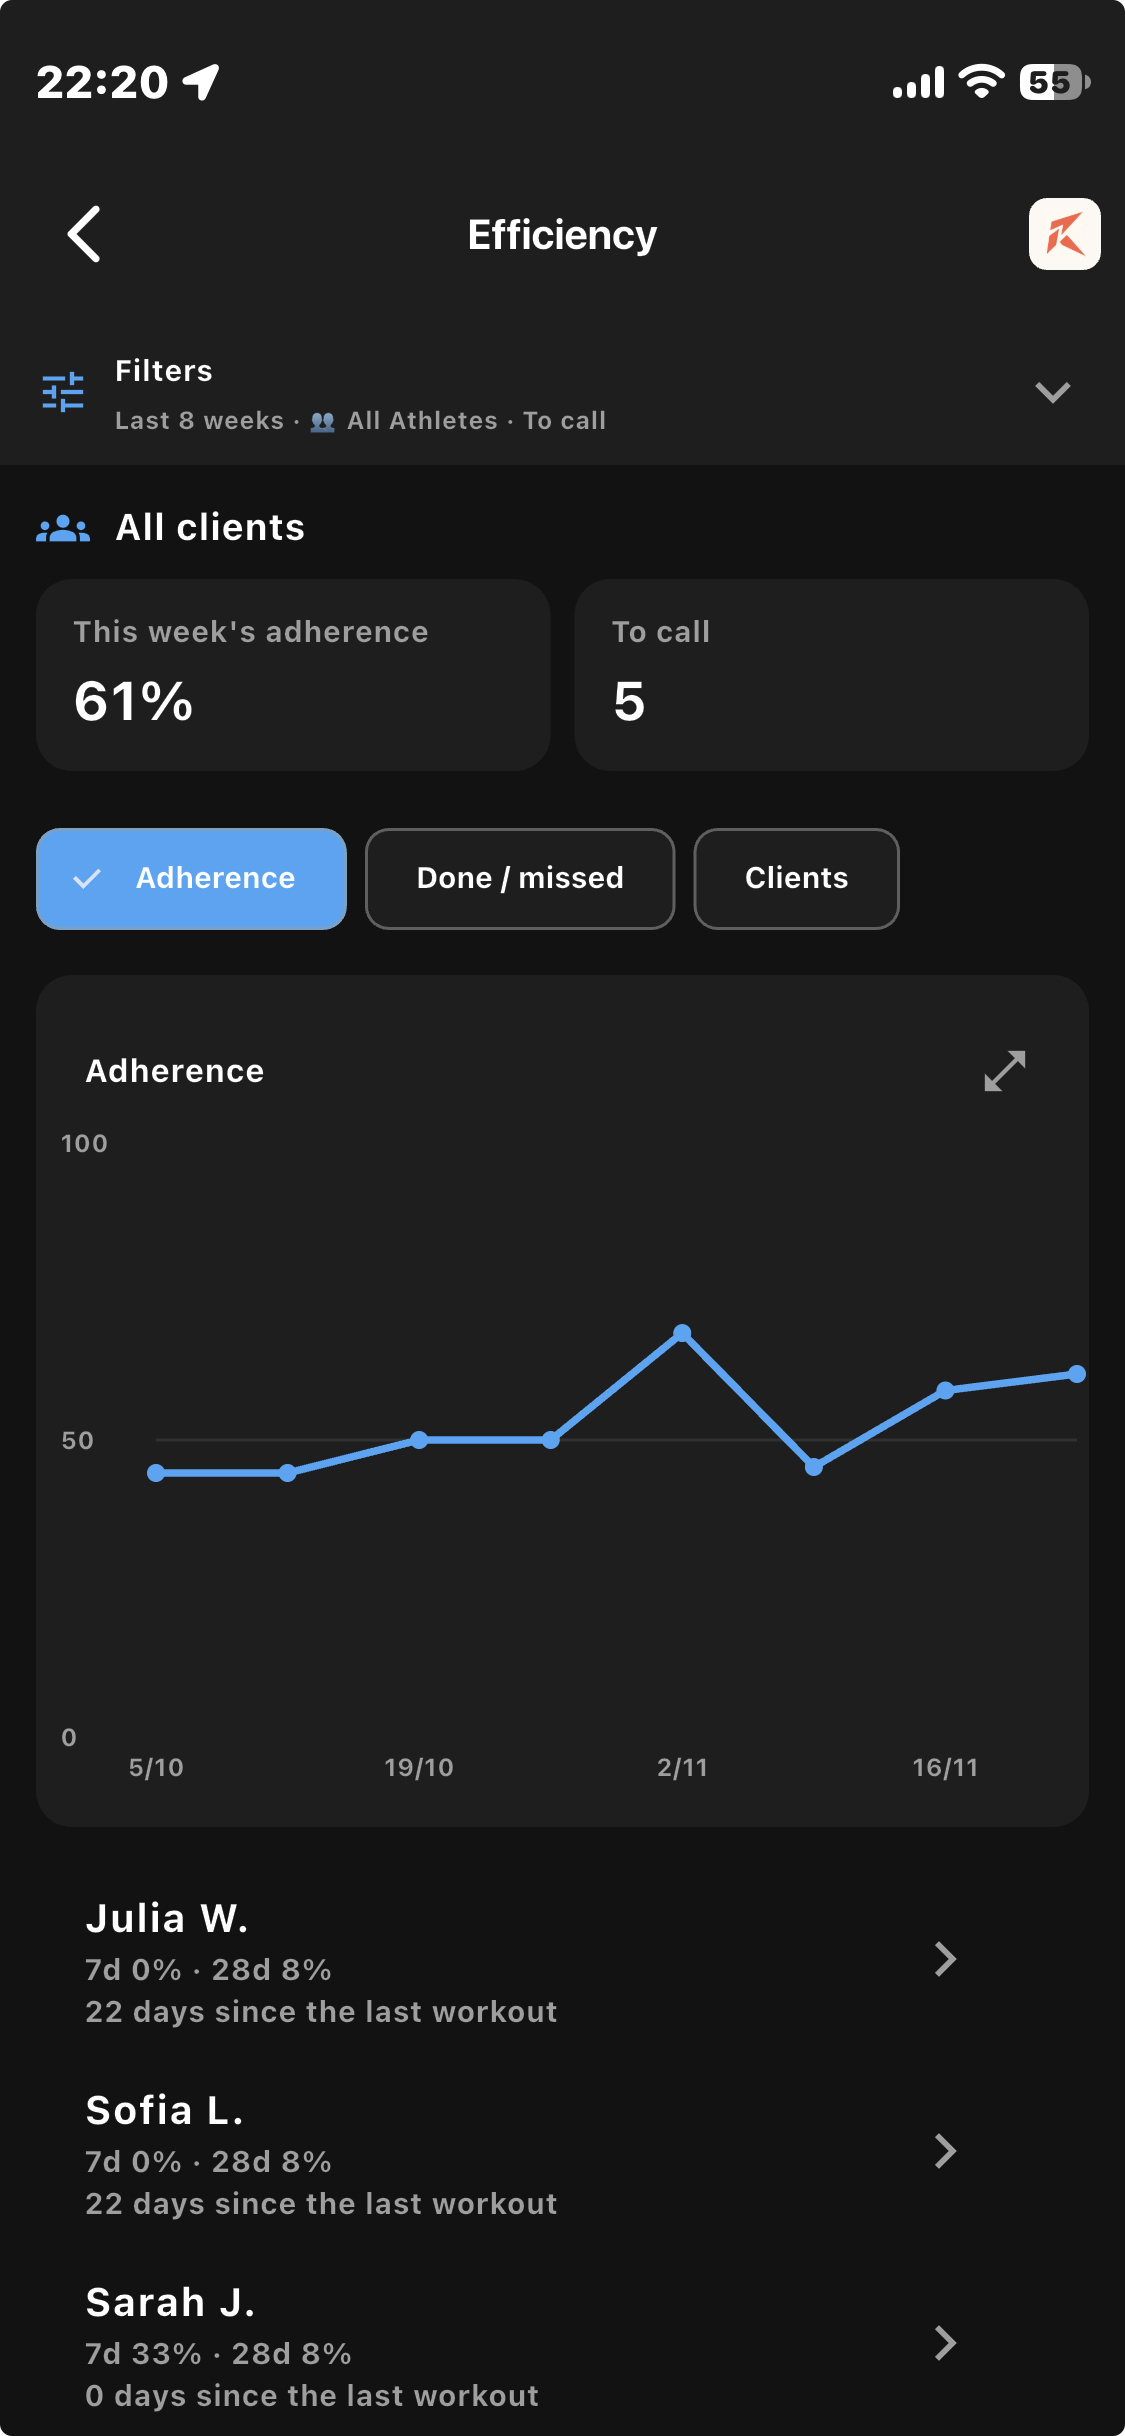 22:20
55
Efficiency
Filters
Last 8 weeks · 👥 All Athletes · To call
All clients
This week's adherence
61%
To call
5
Adherence
Done / missed
Clients
Adherence
100
50
0
5/10
19/10
2/11
16/11
Julia W.
7d 0% · 28d 8%
22 days since the last workout
Sofia L.
7d 0% · 28d 8%
22 days since the last workout
Sarah J.
7d 33% · 28d 8%
0 days since the last workout